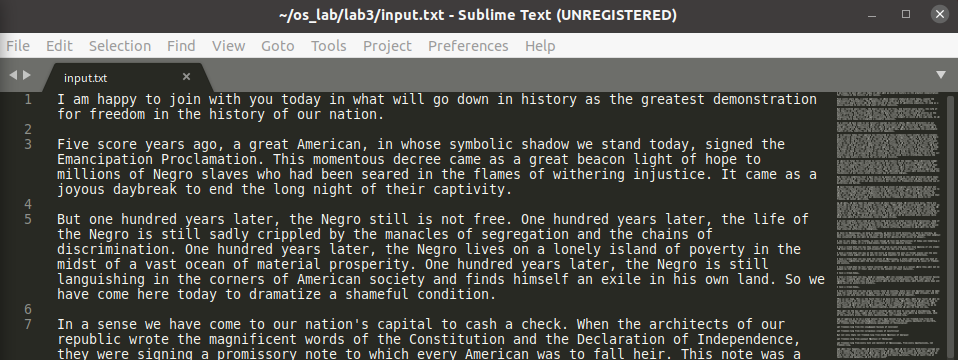 ~/os_lab/lab3/input.txt - Sublime Text (UNREGISTERED)
File Edit Selection Find View Goto Tools Project Preferences Help
input.txt
1 I am happy to join with you today in what will go down in history as the greatest demonstration
for freedom in the history of our nation.
2
3 Five score years ago, a great American, in whose symbolic shadow we stand today, signed the
Emancipation Proclamation. This momentous decree came as a great beacon light of hope to
millions of Negro slaves who had been seared in the flames of withering injustice. It came as a
joyous daybreak to end the long night of their captivity.
4
5 But one hundred years later, the Negro still is not free. One hundred years later, the life of
the Negro is still sadly crippled by the manacles of segregation and the chains of
discrimination. One hundred years later, the Negro lives on a lonely island of poverty in the
midst of a vast ocean of material prosperity. One hundred years later, the Negro is still
languishing in the corners of American society and finds himself an exile in his own land. So we
have come here today to dramatize a shameful condition.
6
7 In a sense we have come to our nation's capital to cash a check. When the architects of our
republic wrote the magnificent words of the Constitution and the Declaration of Independence,
they were signing a promissory note to which every American was to fall heir. This note was a